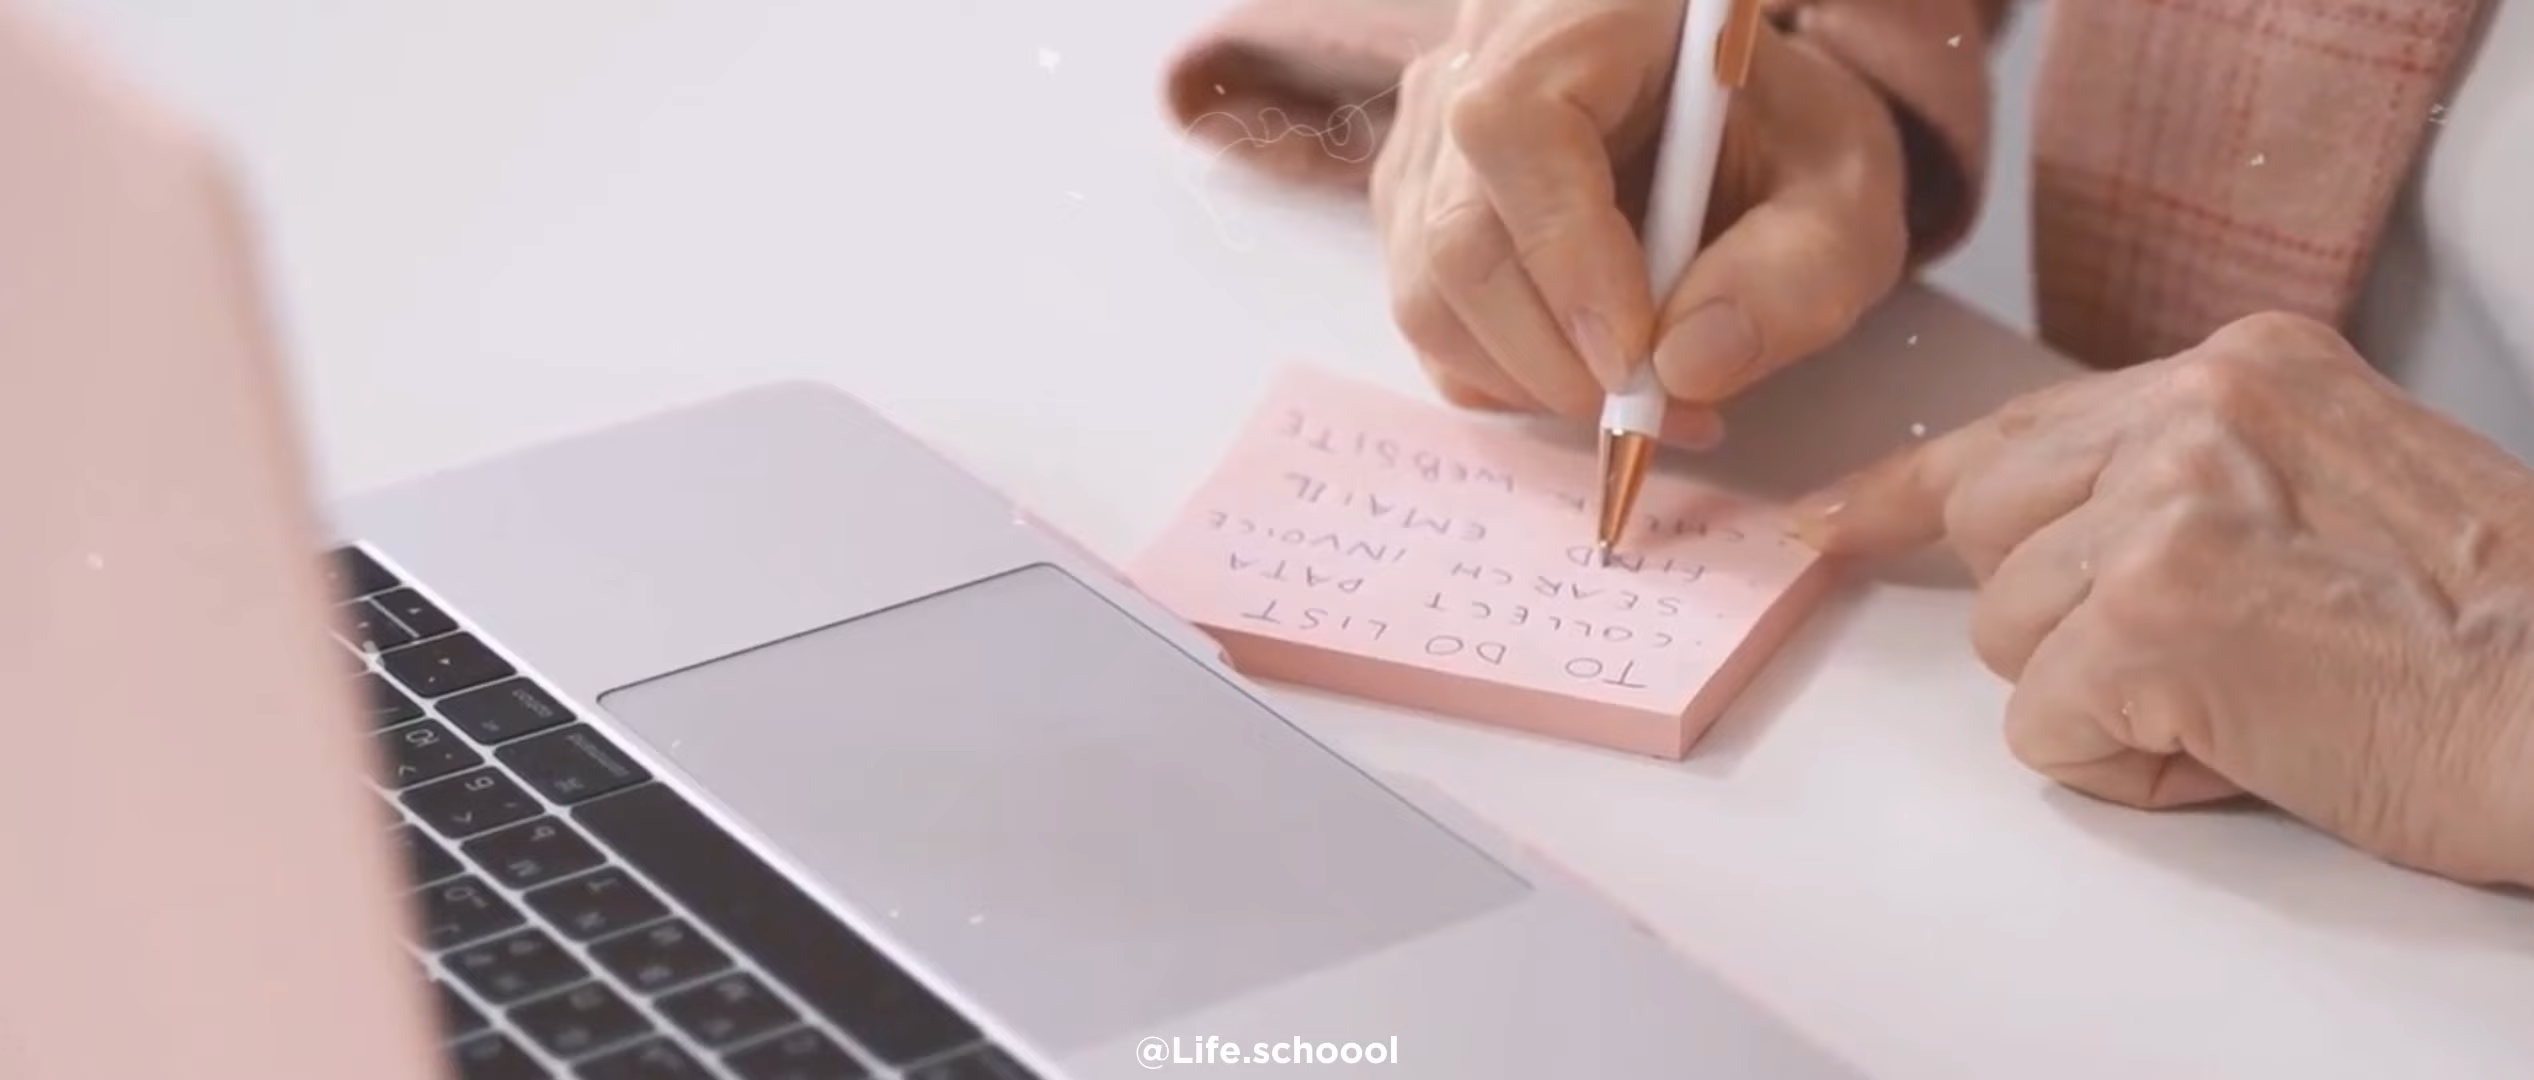 TO DO LIST
· COLLECT DATA
· SEARCH INVOICE
· FIND EMAIL
· WEBSITE
@Life.schoool